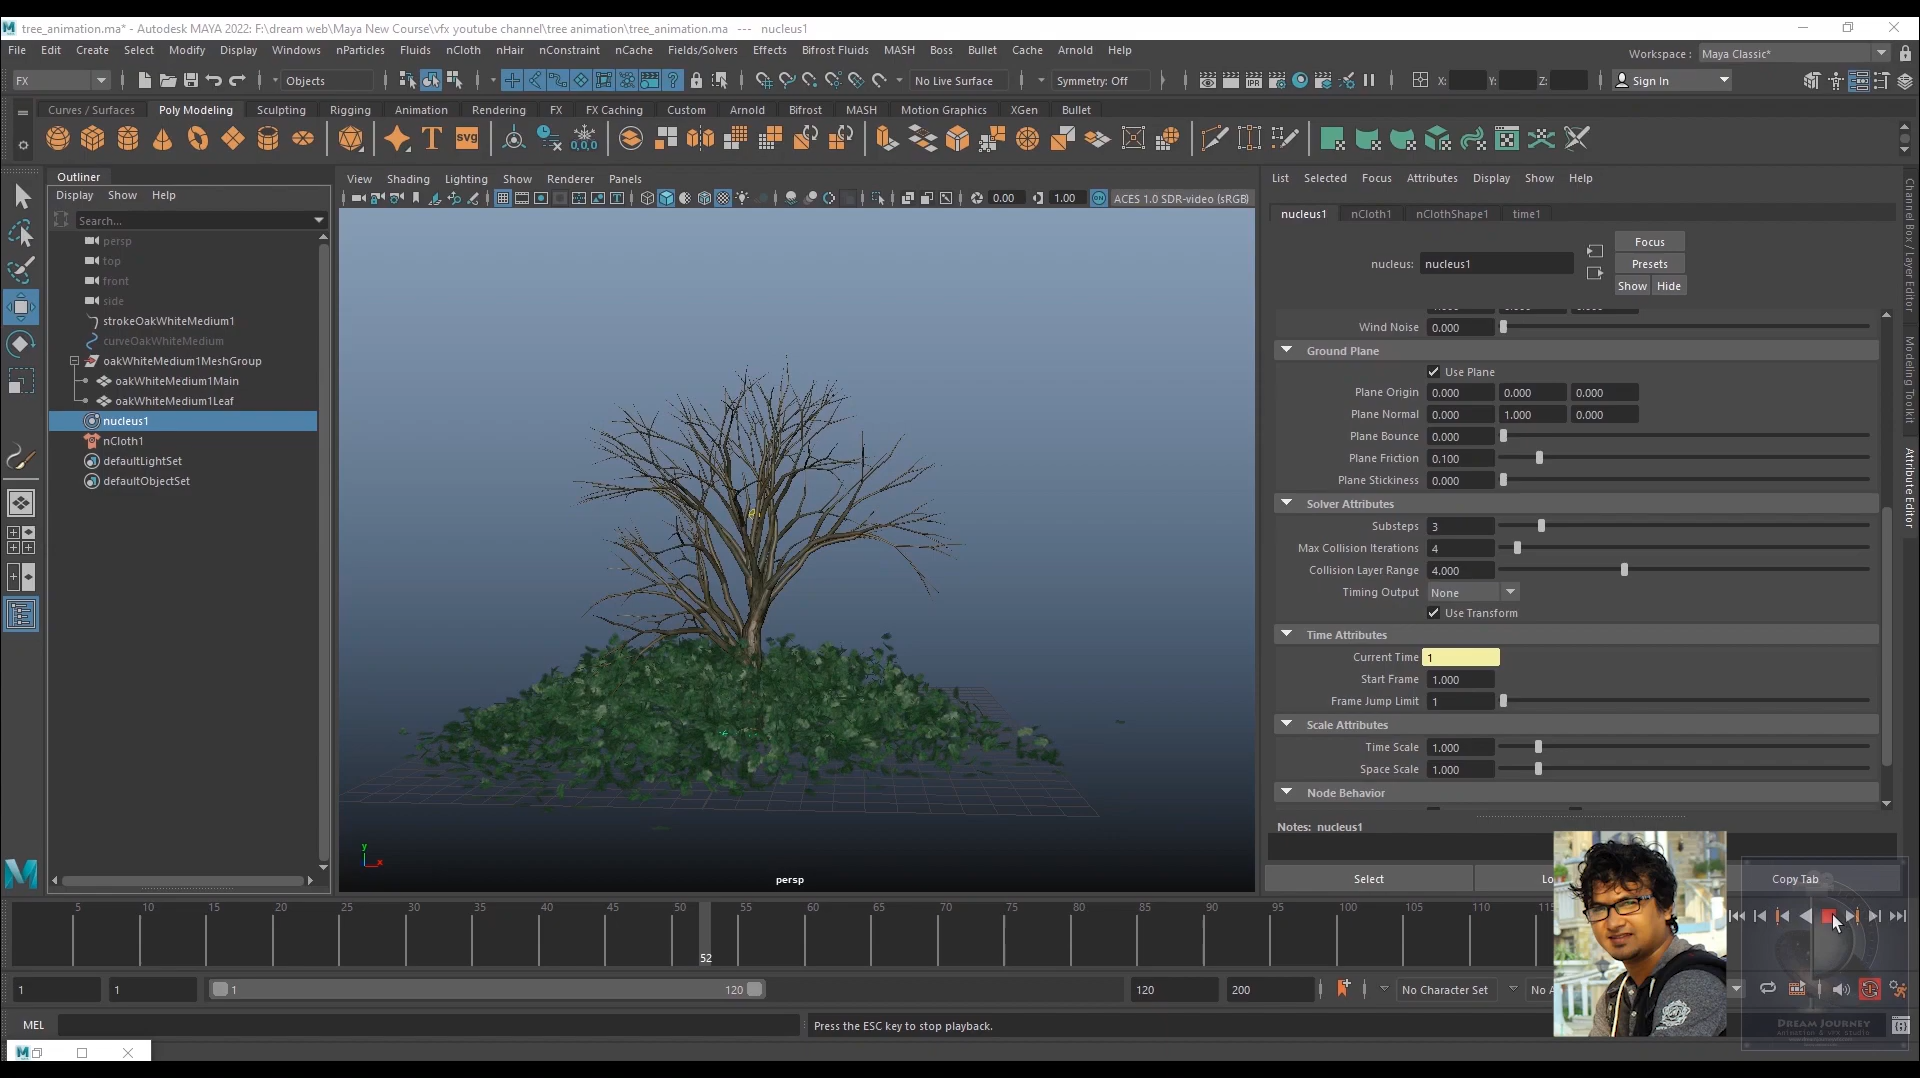 tree_animation.ma* - Autodesk MAYA 2022: F:\dream web\Maya New Course\vfx youtube channel\tree animation\tree_animation.ma --- nucleus1
File Edit Create Select Modify Display Windows nParticles Fluids nCloth nHair nConstraint nCache Fields/Solvers Effects Bifrost Fluids MASH Boss Bullet Cache Arnold Help
Workspace : Maya Classic*
FX Objects No Live Surface Symmetry: Off X: Y: Z: Sign In
Curves / Surfaces Poly Modeling Sculpting Rigging Animation Rendering FX FX Caching Custom Arnold Bifrost MASH Motion Graphics XGen Bullet
Outliner
Display Show Help
Search...
persp
top
front
side
strokeOakWhiteMedium1
curveOakWhiteMedium
oakWhiteMedium1MeshGroup
oakWhiteMedium1Main
oakWhiteMedium1Leaf
nucleus1
nCloth1
defaultLightSet
defaultObjectSet
View Shading Lighting Show Renderer Panels
0.00 1.00 ACES 1.0 SDR-video (sRGB)
y
x
persp
List Selected Focus Attributes Display Show Help
nucleus1 nCloth1 nClothShape1 time1
nucleus: nucleus1
Focus
Presets
Show Hide
Wind Noise 0.000
Ground Plane
Use Plane
Plane Origin 0.000 0.000 0.000
Plane Normal 0.000 1.000 0.000
Plane Bounce 0.000
Plane Friction 0.100
Plane Stickiness 0.000
Solver Attributes
Substeps 3
Max Collision Iterations 4
Collision Layer Range 4.000
Timing Output None
Use Transform
Time Attributes
Current Time 1
Start Frame 1.000
Frame Jump Limit 1
Scale Attributes
Time Scale 1.000
Space Scale 1.000
Node Behavior
Notes: nucleus1
Select Lo Copy Tab
Channel Box / Layer Editor
Modeling Toolkit
Attribute Editor
5 10 15 20 25 30 35 40 45 50 55 60 65 70 75 80 85 90 95 100 105 110 115
52
1 1 1 120 120 200 No Character Set No A
MEL Press the ESC key to stop playback.
DREAM JOURNEY